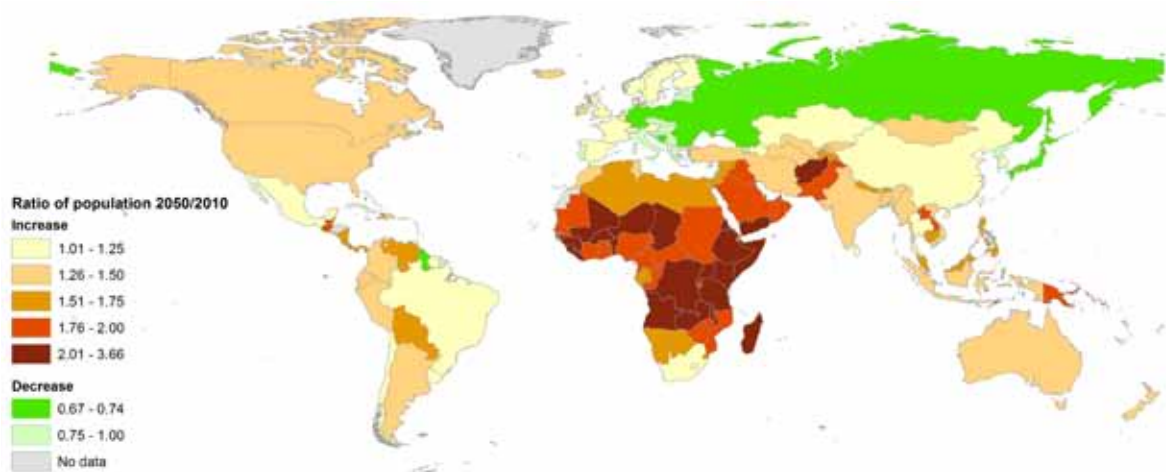 Ratio of population 2050/2010
Increase
1.01 - 1.25
1.26 - 1.50
1.51 - 1.75
1.76 - 2.00
2.01 - 3.66
Decrease
0.67 - 0.74
0.75 - 1.00
No data